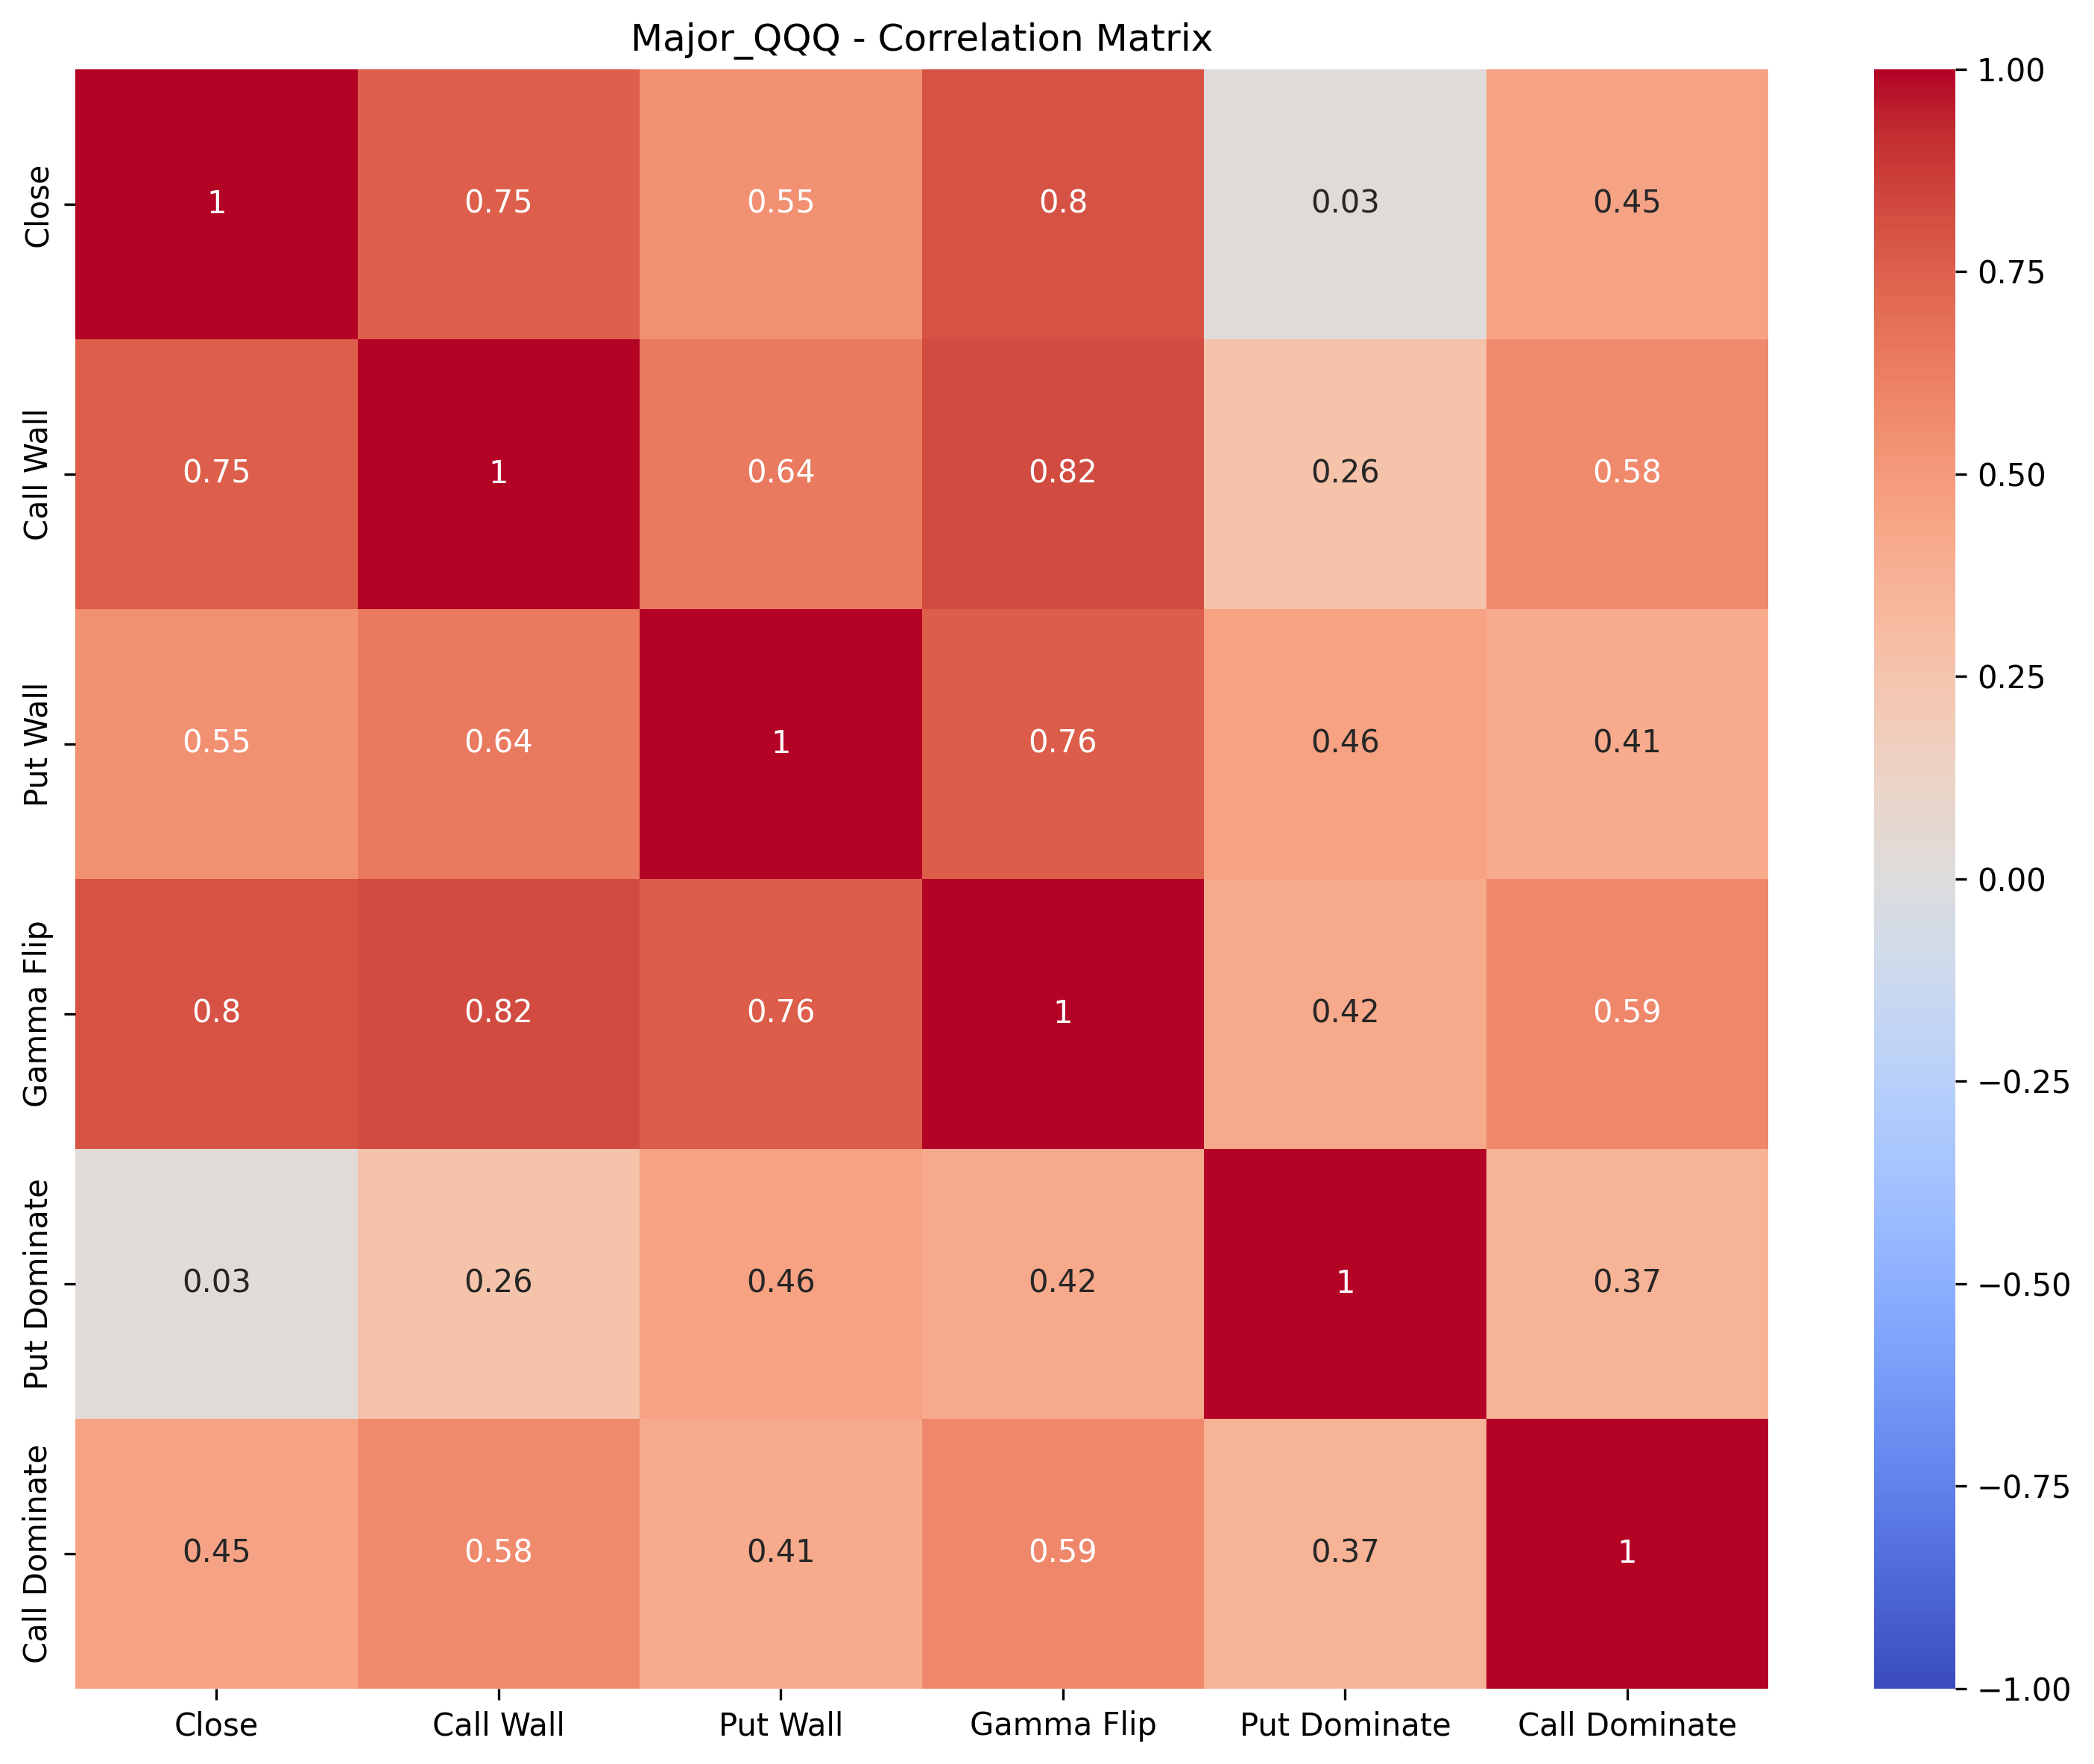 Major_QQQ - Correlation Matrix
Close 1 0.75 0.55 0.8 0.03 0.45
Call Wall 0.75 1 0.64 0.82 0.26 0.58
Put Wall 0.55 0.64 1 0.76 0.46 0.41
Gamma Flip 0.8 0.82 0.76 1 0.42 0.59
Put Dominate 0.03 0.26 0.46 0.42 1 0.37
Call Dominate 0.45 0.58 0.41 0.59 0.37 1
Close Call Wall Put Wall Gamma Flip Put Dominate Call Dominate
1.00
0.75
0.50
0.25
0.00
−0.25
−0.50
−0.75
−1.00